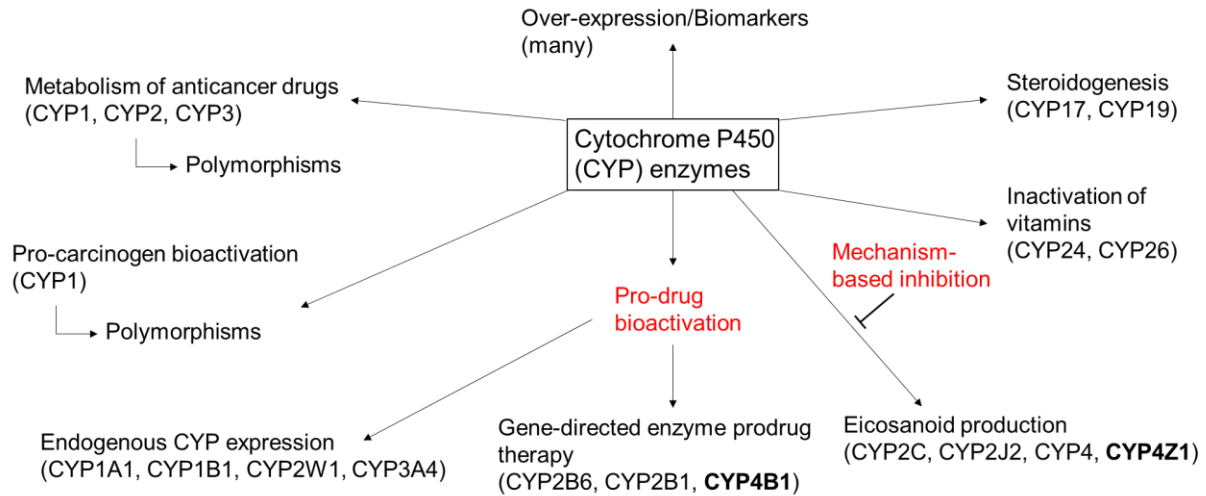 Over-expression/Biomarkers
(many)
Metabolism of anticancer drugs
(CYP1, CYP2, CYP3)
Polymorphisms
Steroidogenesis
(CYP17, CYP19)
Cytochrome P450
(CYP) enzymes
Inactivation of
vitamins
(CYP24, CYP26)
Pro-carcinogen bioactivation
(CYP1)
Polymorphisms
Mechanism-
based inhibition
Pro-drug
bioactivation
Endogenous CYP expression
(CYP1A1, CYP1B1, CYP2W1, CYP3A4)
Gene-directed enzyme prodrug
therapy
(CYP2B6, CYP2B1, CYP4B1)
Eicosanoid production
(CYP2C, CYP2J2, CYP4, CYP4Z1)